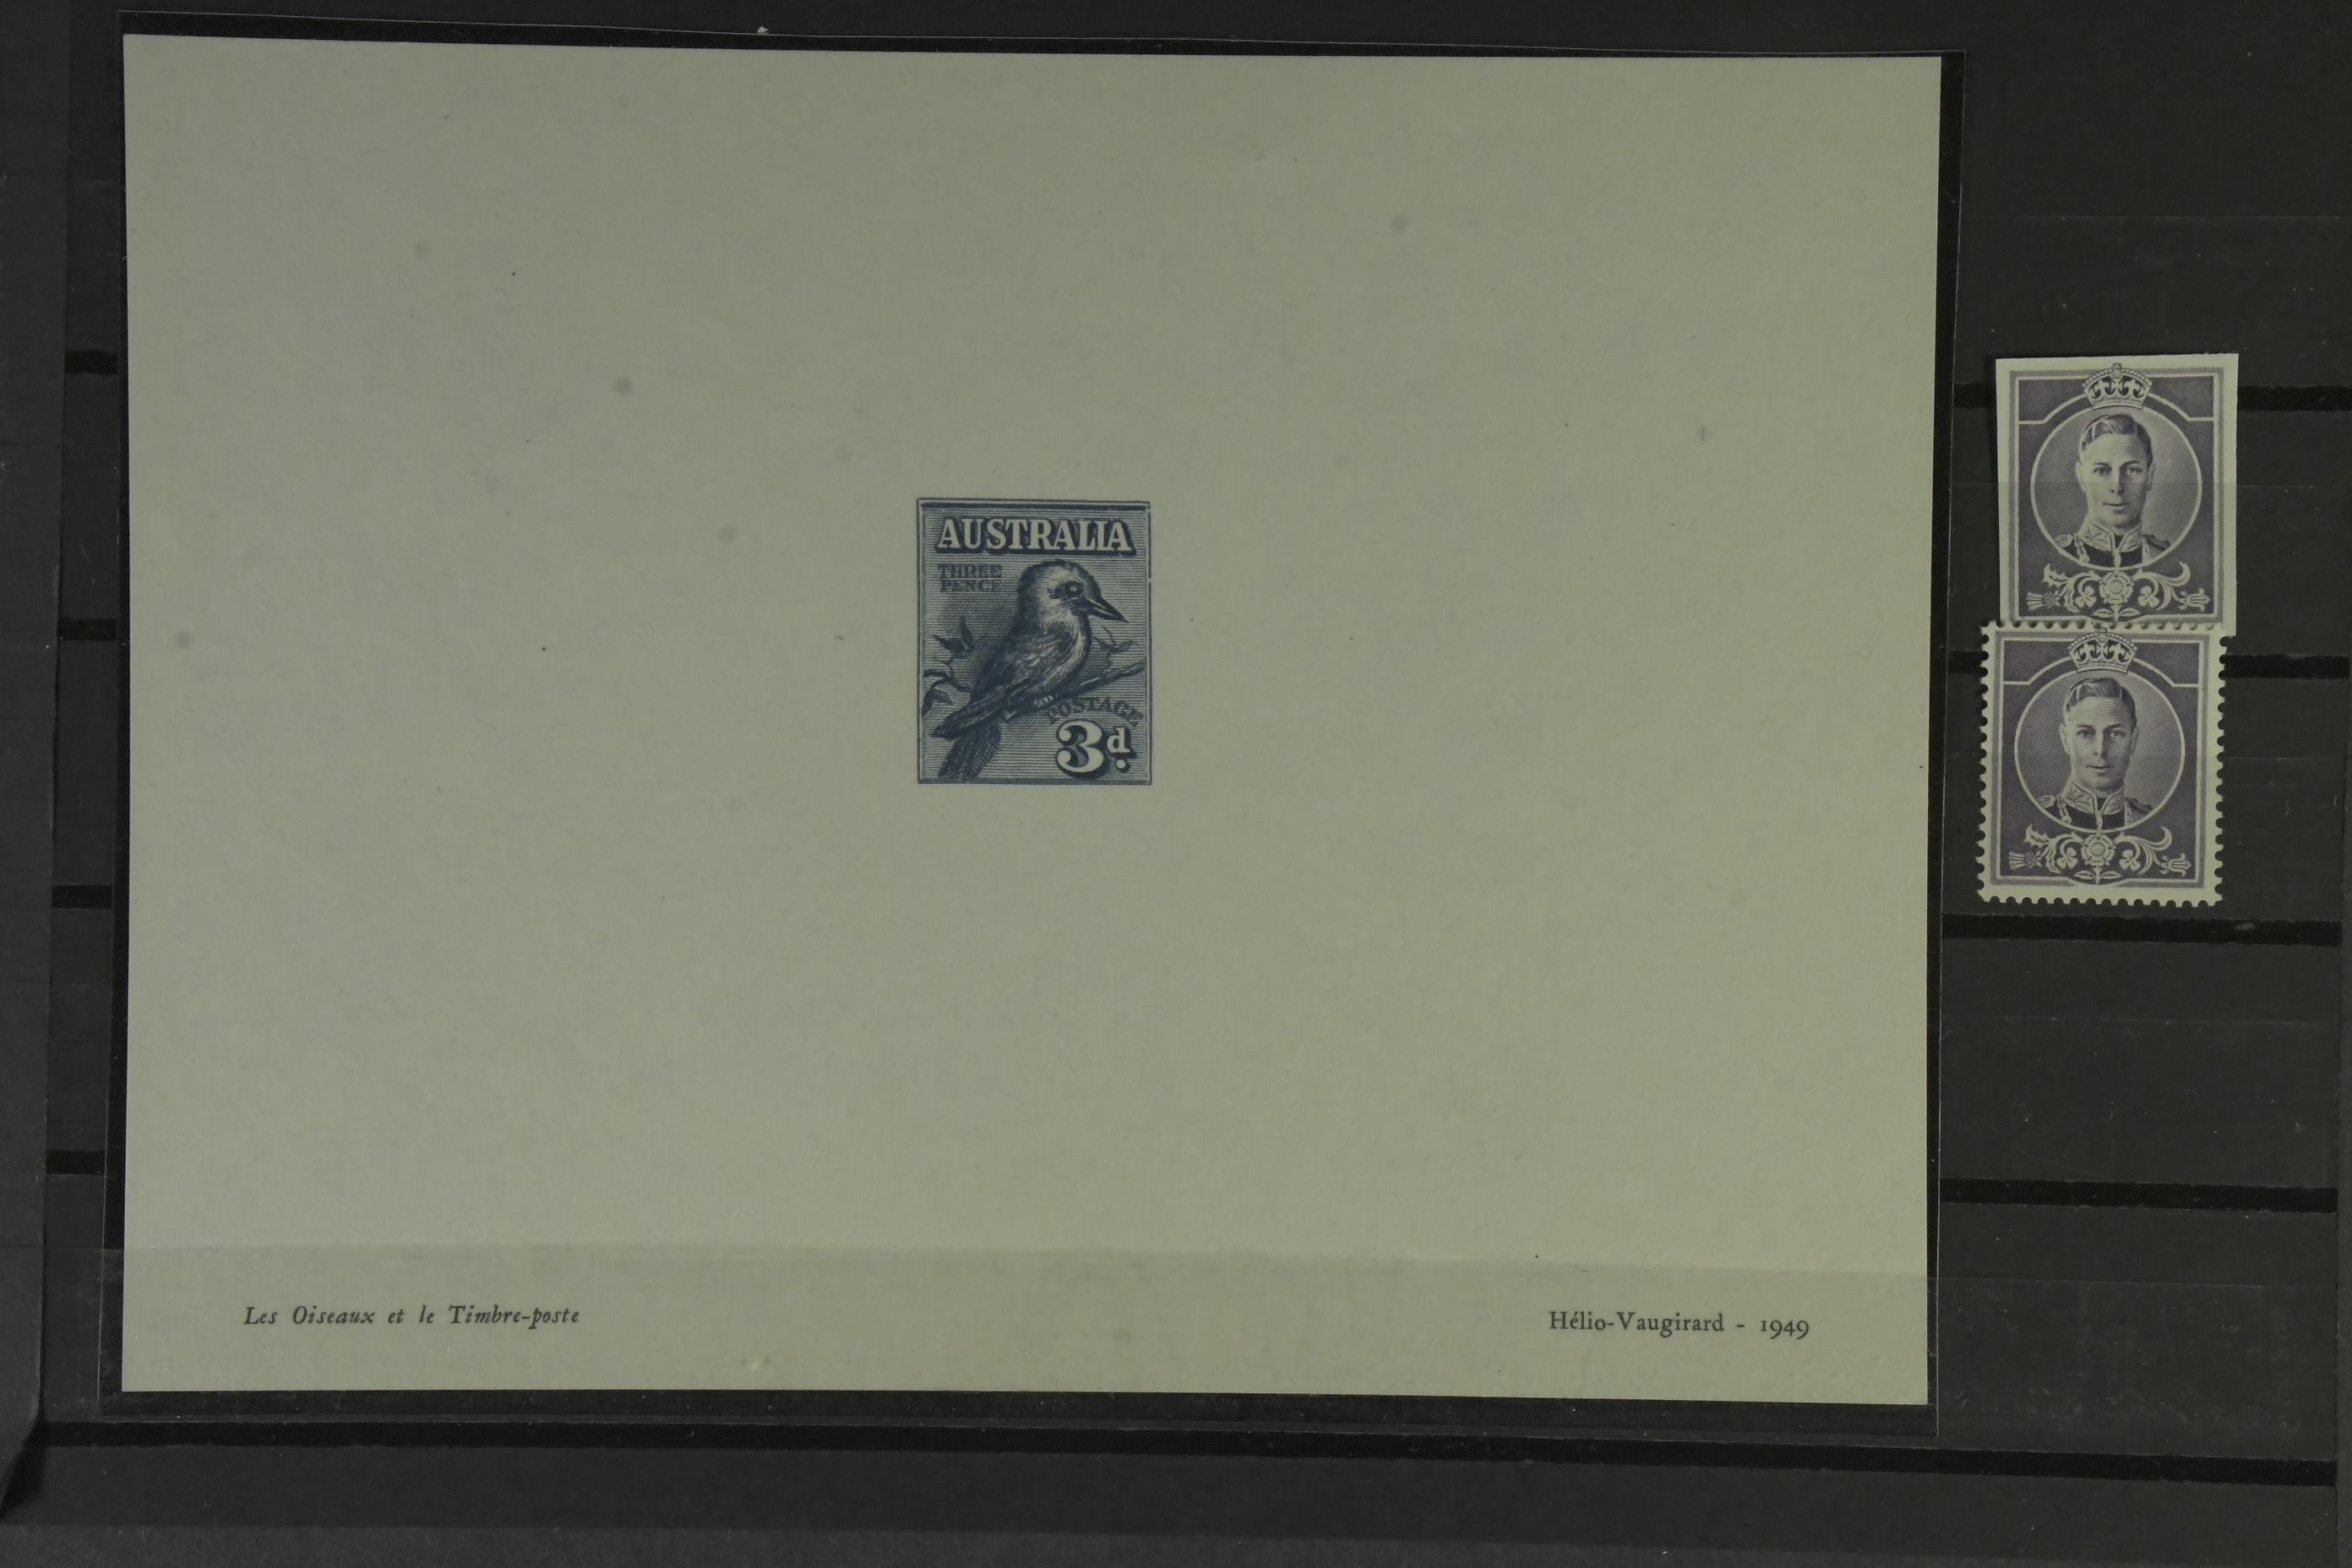 AUSTRALIA
THREE
PENCE
POSTAGE
3d.
Les Oiseaux et le Timbre-poste
Hélio-Vaugirard - 1949